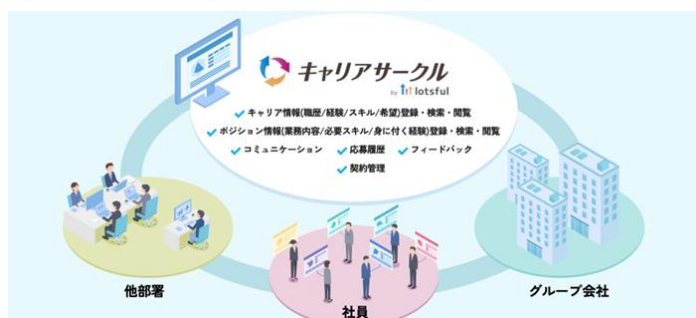 キャリアサークル
by lotsful
キャリア情報(職歴/経験/スキル/希望)登録・検索・閲覧
ポジション情報(業務内容/必要スキル/身に付く経験)登録・検索・閲覧
コミュニケーション 応募履歴 フィードバック
契約管理
他部署
社員
グループ会社